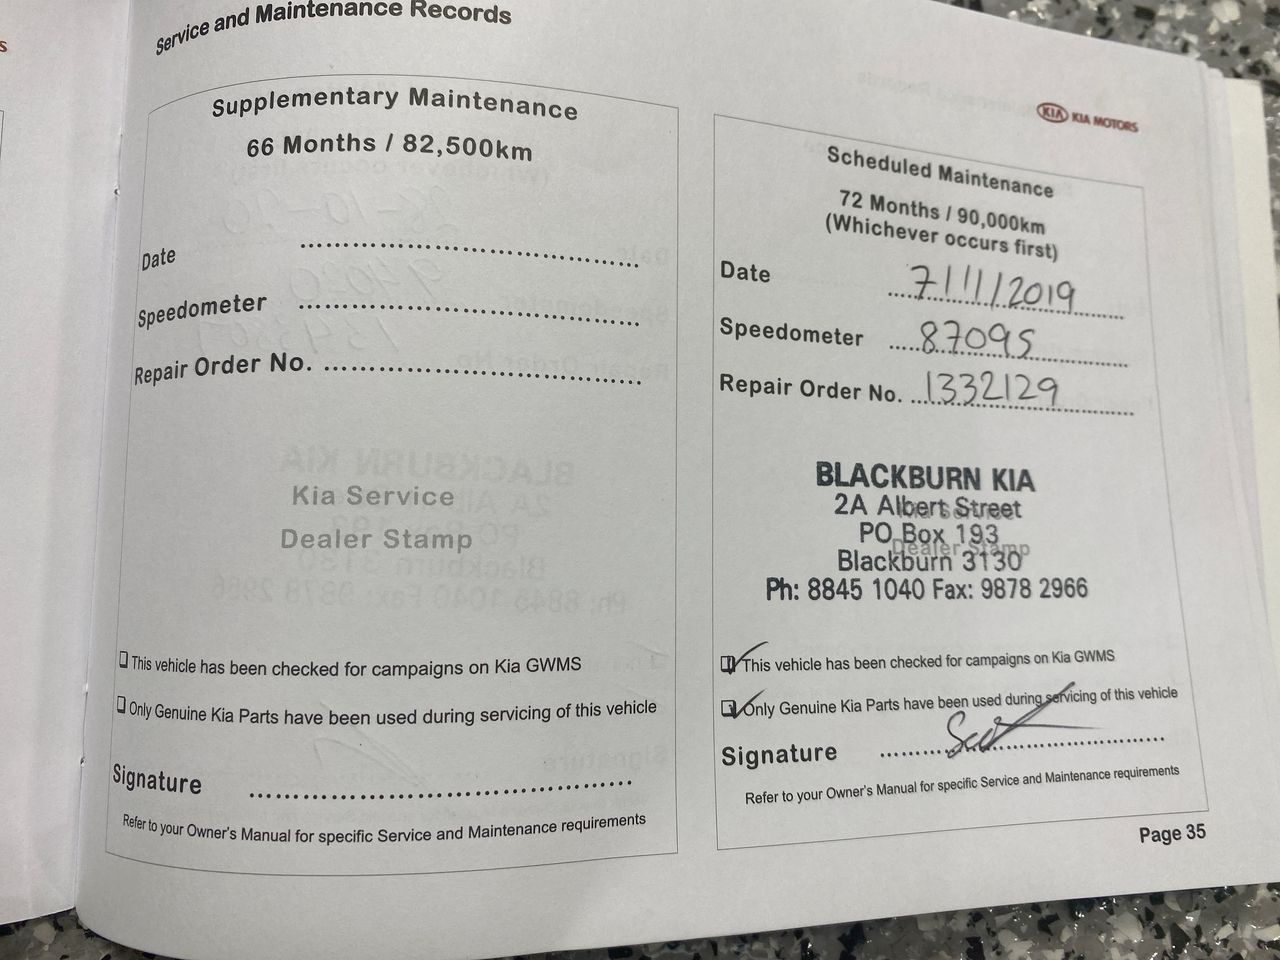 Service and Maintenance Records
Supplementary Maintenance
66 Months / 82,500km
Date
Speedometer
Repair Order No.
Kia Service
Dealer Stamp
This vehicle has been checked for campaigns on Kia GWMS
Only Genuine Kia Parts have been used during servicing of this vehicle
Signature
Refer to your Owner's Manual for specific Service and Maintenance requirements
KIA KIA MOTORS
Scheduled Maintenance
72 Months / 90,000km
(Whichever occurs first)
Date 7/11/2019
Speedometer 87095
Repair Order No. 1332129
BLACKBURN KIA
2A Albert Street
PO Box 193
Dealer Stamp
Blackburn 3130
Ph: 8845 1040 Fax: 9878 2966
This vehicle has been checked for campaigns on Kia GWMS
Only Genuine Kia Parts have been used during servicing of this vehicle
Signature
Refer to your Owner's Manual for specific Service and Maintenance requirements
Page 35